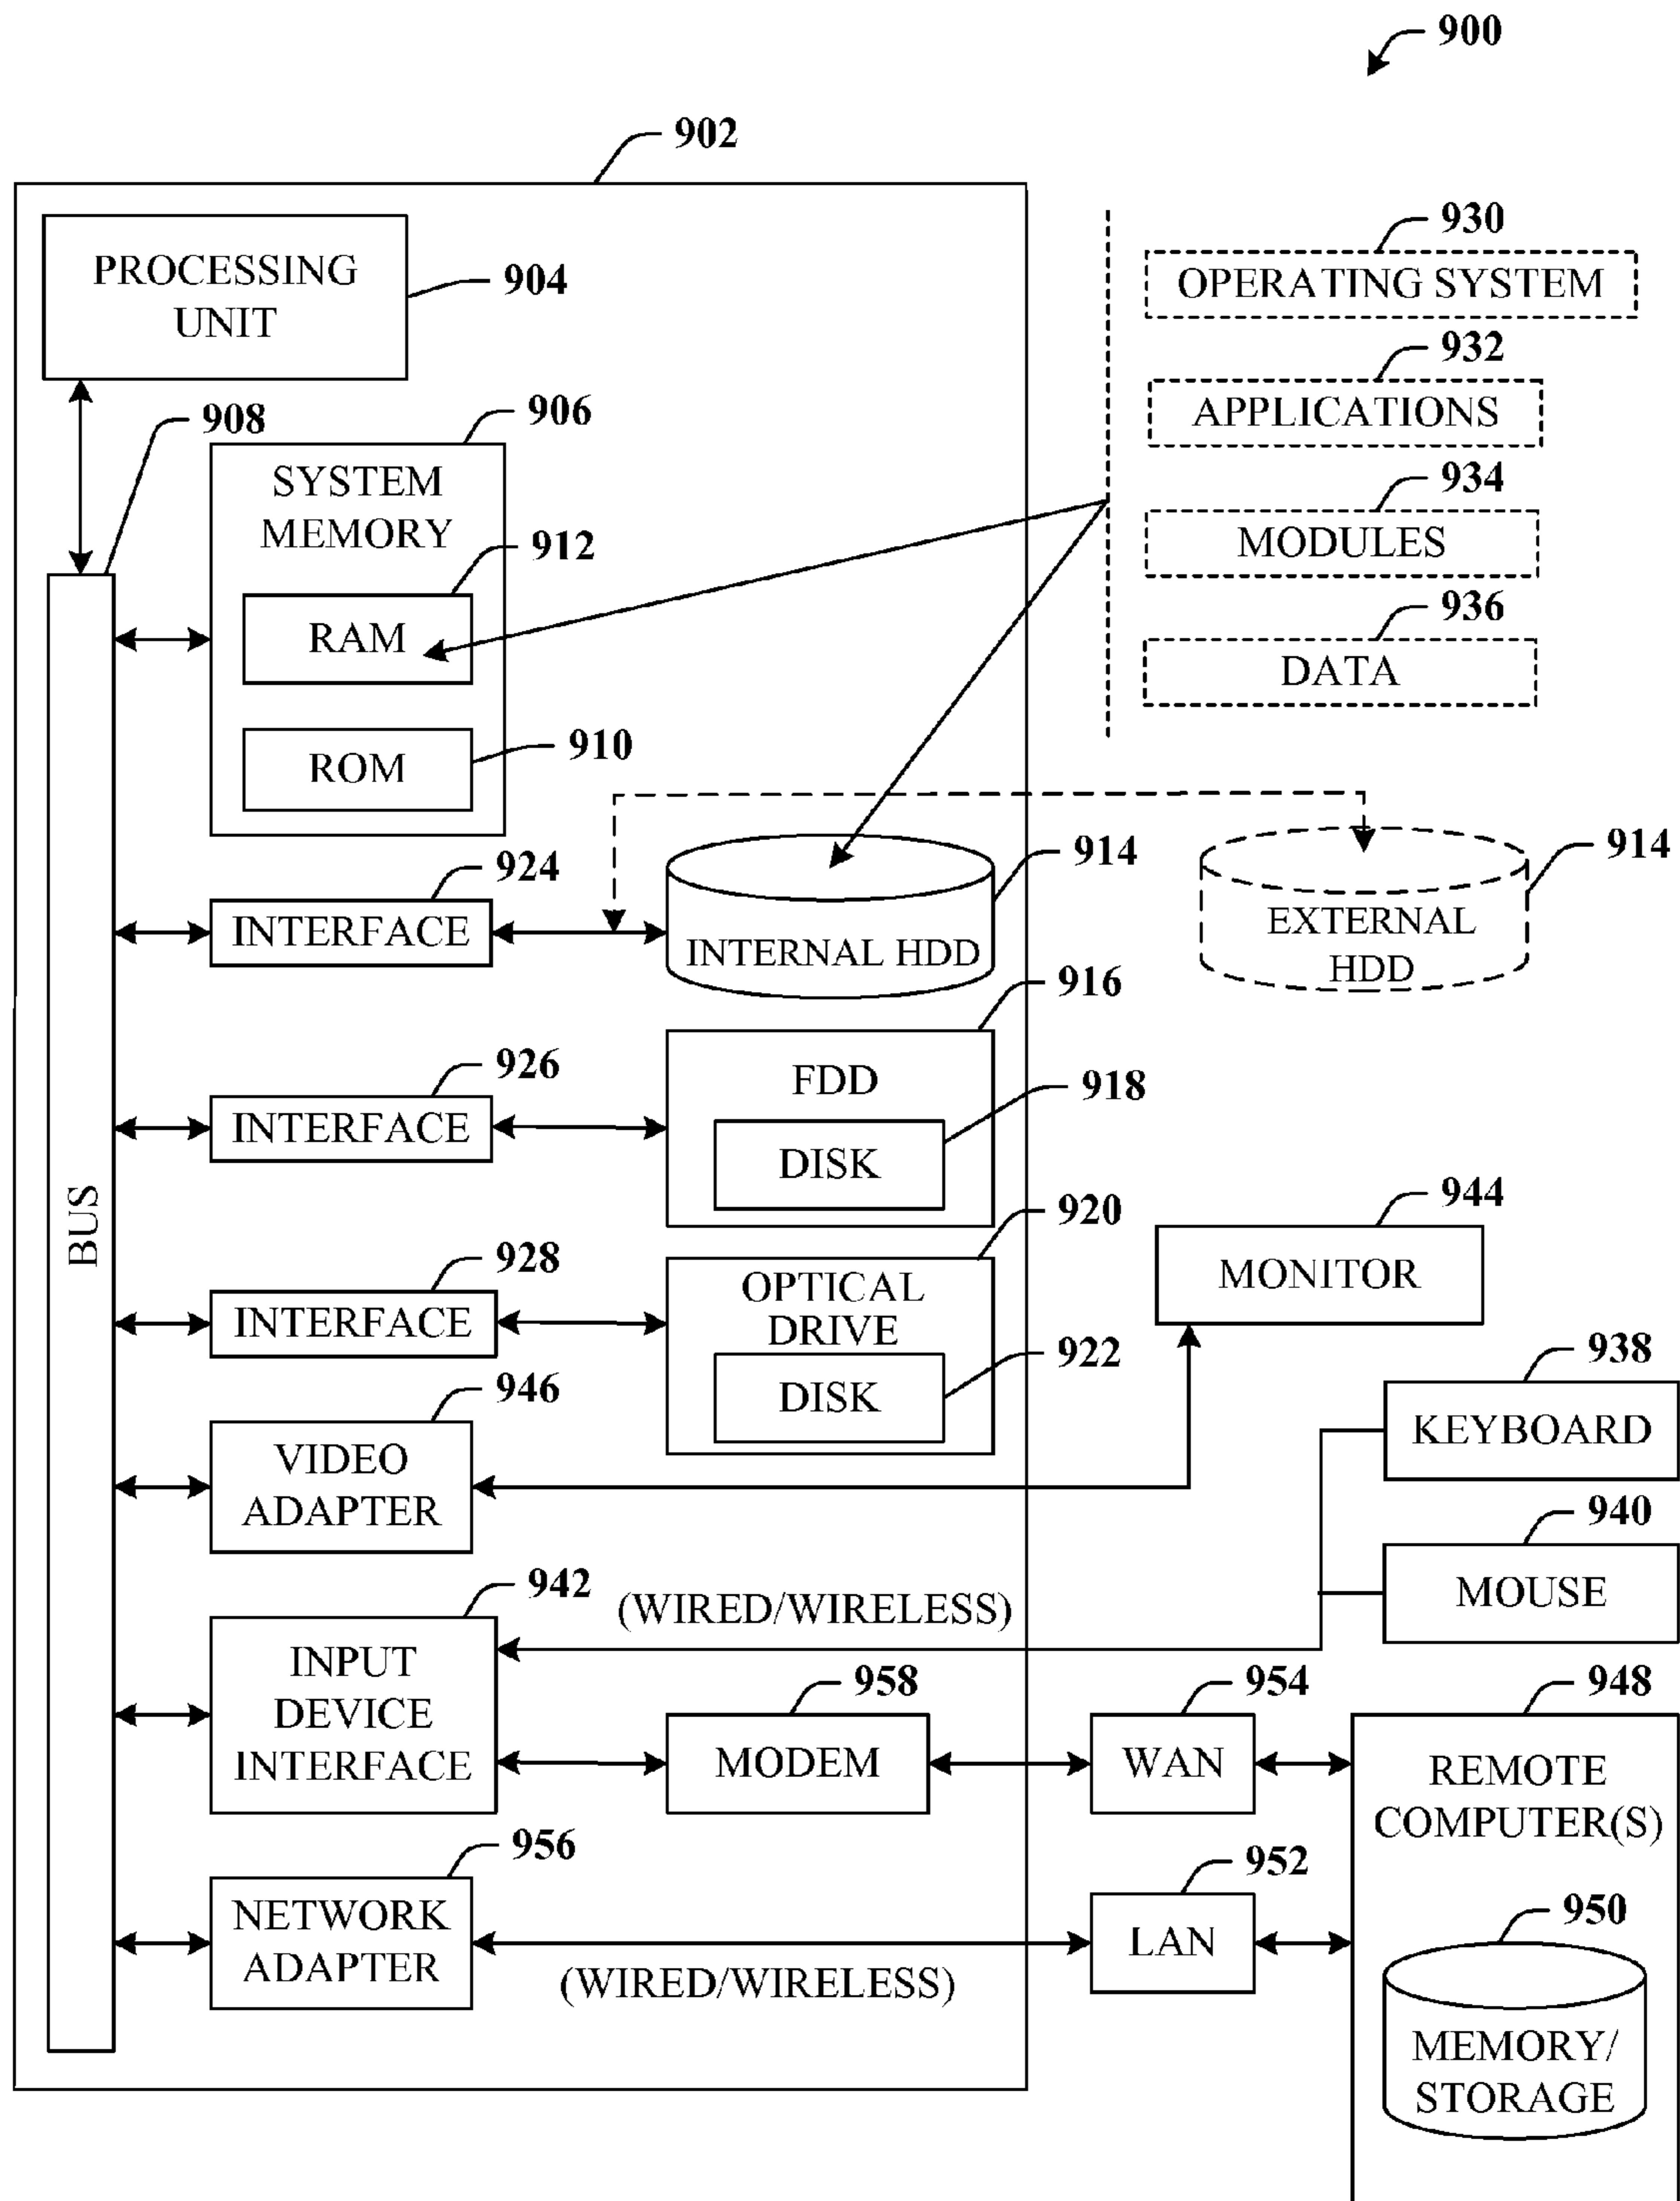 900
902
PROCESSING
UNIT
904
908
906
SYSTEM
MEMORY
912
RAM
910
ROM
930
OPERATING SYSTEM
932
APPLICATIONS
934
MODULES
936
DATA
BUS
924
INTERFACE
914
INTERNAL HDD
914
EXTERNAL
HDD
926
INTERFACE
916
FDD
918
DISK
928
INTERFACE
920
OPTICAL
DRIVE
922
DISK
944
MONITOR
946
VIDEO
ADAPTER
938
KEYBOARD
940
MOUSE
942
INPUT
DEVICE
INTERFACE
(WIRED/WIRELESS)
958
MODEM
954
WAN
948
REMOTE
COMPUTER(S)
956
NETWORK
ADAPTER
(WIRED/WIRELESS)
952
LAN
950
MEMORY/
STORAGE